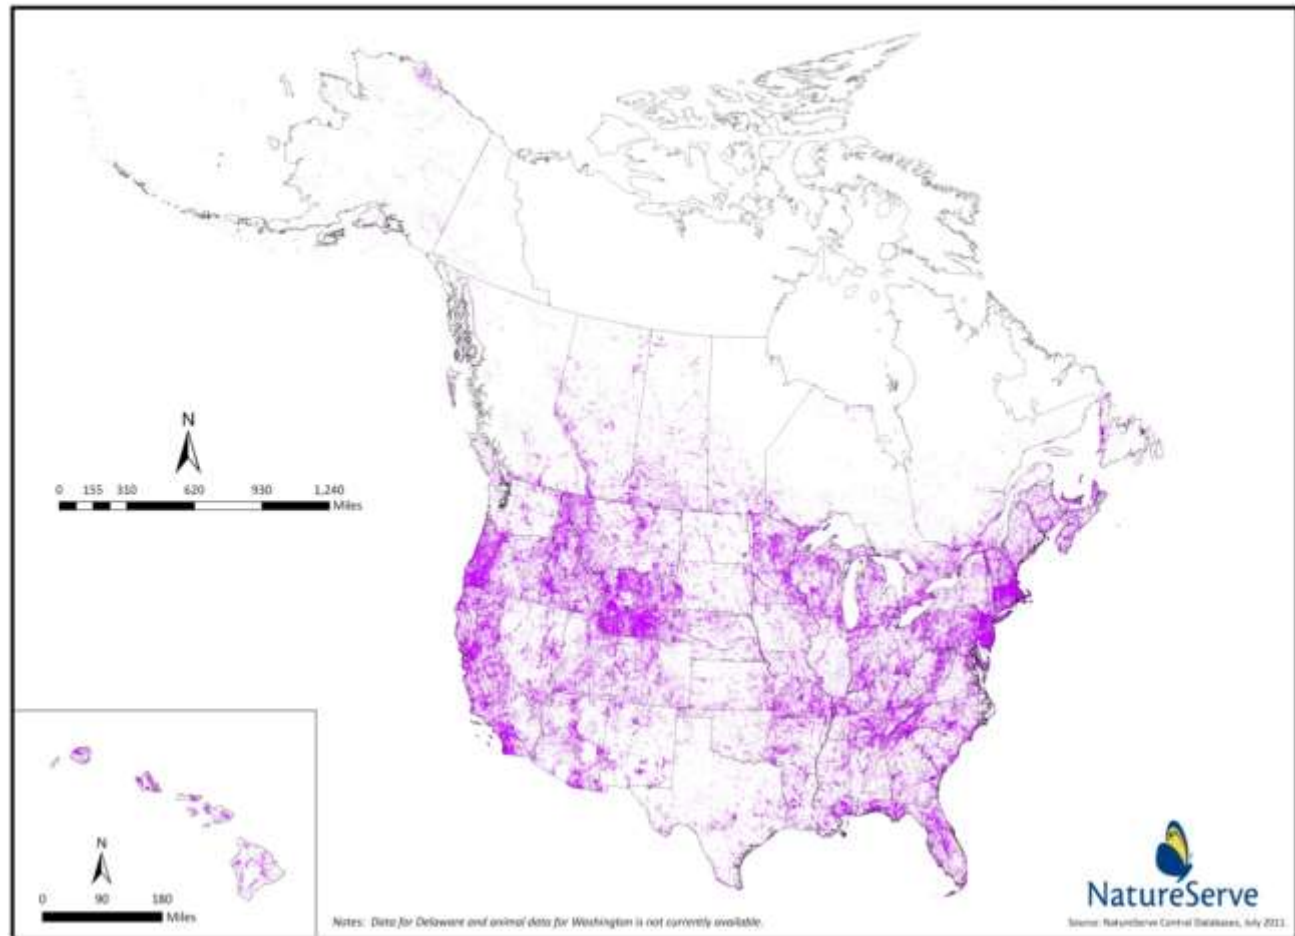 N
0 155 310 620 930 1,240
Miles
N
0 90 180
Miles
Notes: Data for Delaware and animal data for Washington is not currently available.
NatureServe
Source: NatureServe Central Databases, July 2011.